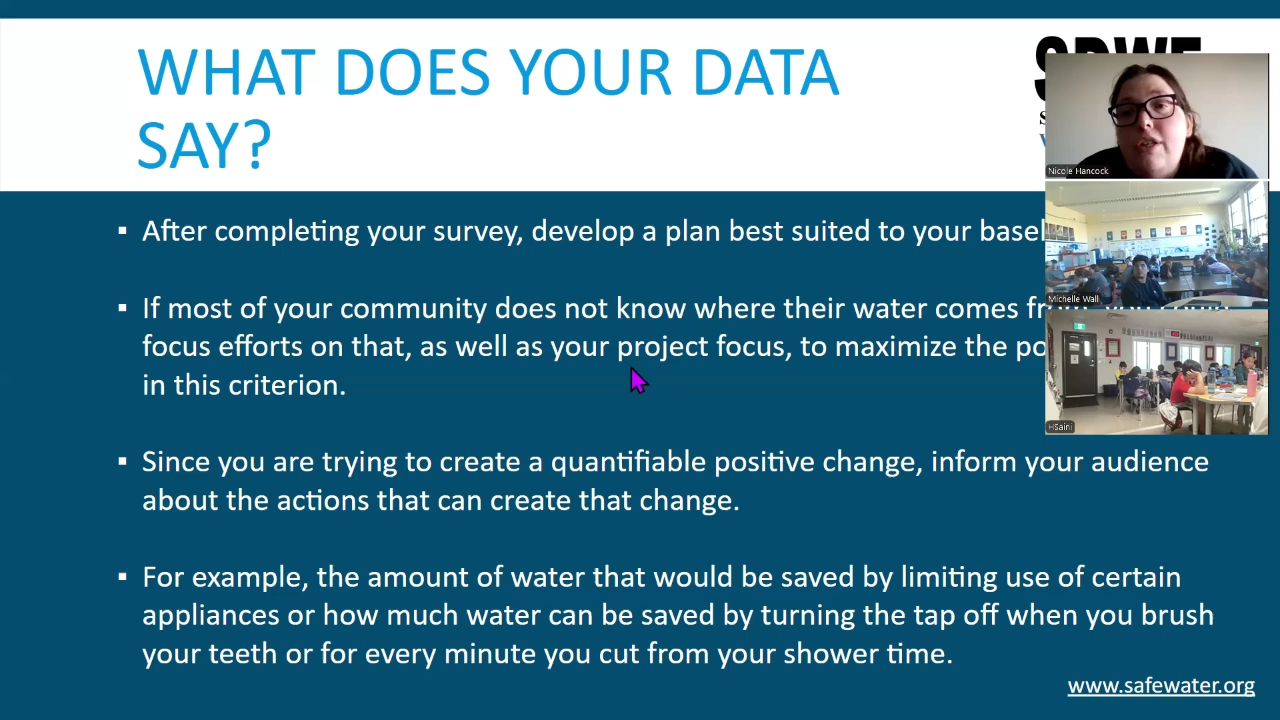 WHAT DOES YOUR DATA
SAY?
Nicole Hancock
▪ After completing your survey, develop a plan best suited to your
Michelle Wall
▪ If most of your community does not know where their water comes
focus efforts on that, as well as your project focus, to maximize the
in this criterion.
HSaini
▪ Since you are trying to create a quantifiable positive change, inform your audience
about the actions that can create that change.
▪ For example, the amount of water that would be saved by limiting use of certain
appliances or how much water can be saved by turning the tap off when you brush
your teeth or for every minute you cut from your shower time.
www.safewater.org